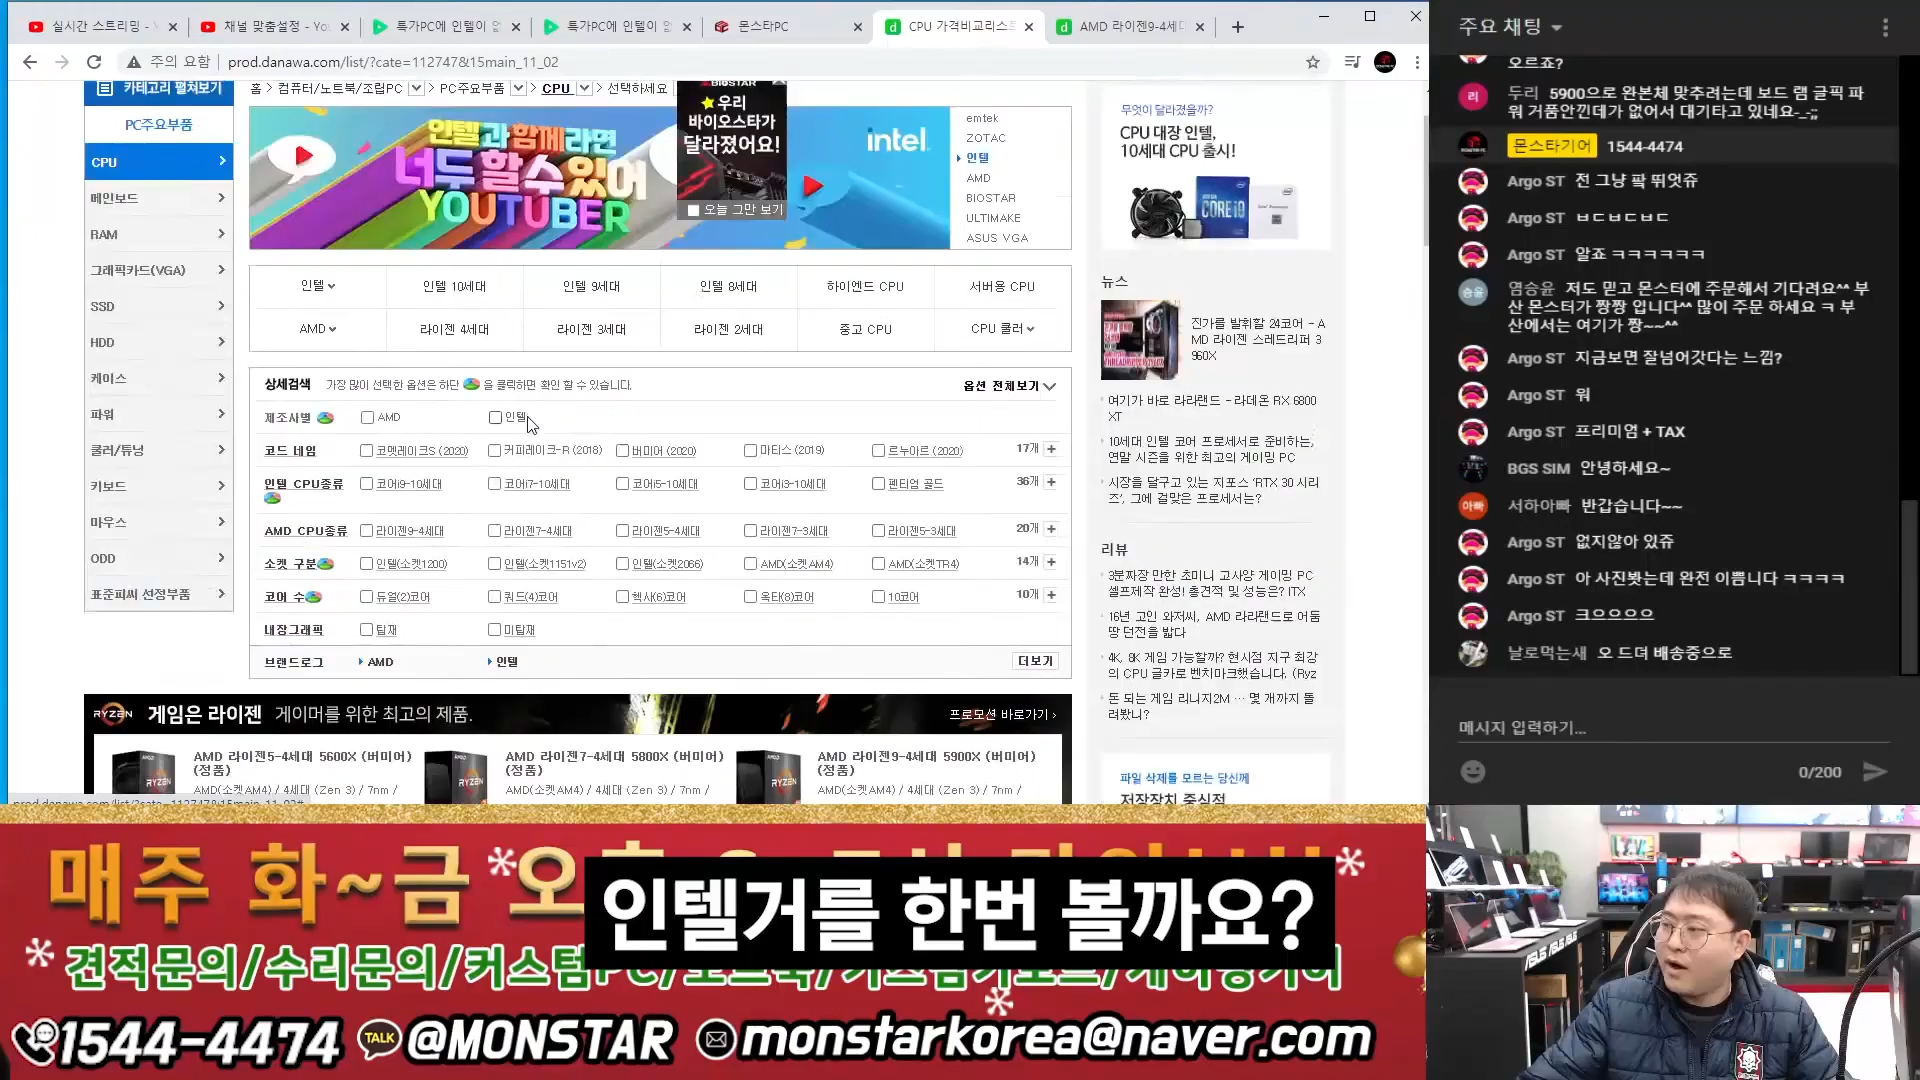 실시간 스트리밍 -
채널 맞춤설정 - You
특가PC에 인텔이 없
특가PC에 인텔이 없
몬스타PC
CPU 가격비교리스트
AMD 라이젠9-4세대
주의 요함
prod.danawa.com/list/?cate=112747&15main_11_02
카테고리 펼쳐보기
PC주요부품
CPU
메인보드
RAM
그래픽카드(VGA)
SSD
HDD
케이스
파워
쿨러/튜닝
키보드
마우스
ODD
표준피씨 선정부품
홈 > 컴퓨터/노트북/조립PC > PC주요부품 > CPU > 선택하세요
인텔과 함께라면
너두 할수있어
YOUTUBER
intel
BIOSTAR
우리
바이오스타가
달라졌어요!
오늘 그만 보기
emtek
ZOTAC
인텔
AMD
BIOSTAR
ULTIMAKE
ASUS VGA
인텔
인텔 10세대
인텔 9세대
인텔 8세대
하이엔드 CPU
서버용 CPU
AMD
라이젠 4세대
라이젠 3세대
라이젠 2세대
중고 CPU
CPU 쿨러
상세검색 가장 많이 선택한 옵션은 하단 을 클릭하면 확인 할 수 있습니다.
옵션 전체보기
제조사별 AMD 인텔
코드 네임 코멧레이크S (2020) 커피레이크-R (2018) 버미어 (2020) 마티스 (2019) 르누아르 (2020) 17개 +
인텔 CPU종류 코어i9-10세대 코어i7-10세대 코어i5-10세대 코어i3-10세대 펜티엄 골드 36개 +
AMD CPU종류 라이젠9-4세대 라이젠7-4세대 라이젠5-4세대 라이젠7-3세대 라이젠5-3세대 20개 +
소켓 구분 인텔(소켓1200) 인텔(소켓1151v2) 인텔(소켓2066) AMD(소켓AM4) AMD(소켓TR4) 14개 +
코어 수 듀얼(2)코어 쿼드(4)코어 헥사(6)코어 옥타(8)코어 10코어 10개 +
내장그래픽 탑재 미탑재
브랜드로그 AMD 인텔 더보기
RYZEN 게임은 라이젠 게이머를 위한 최고의 제품.
프로모션 바로가기 >
AMD 라이젠5-4세대 5600X (버미어)
(정품)
AMD(소켓AM4) / 4세대 (Zen 3) / 7nm /
AMD 라이젠7-4세대 5800X (버미어)
(정품)
AMD(소켓AM4) / 4세대 (Zen 3) / 7nm /
AMD 라이젠9-4세대 5900X (버미어)
(정품)
AMD(소켓AM4) / 4세대 (Zen 3) / 7nm /
무엇이 달라졌을까?
CPU 대장 인텔,
10세대 CPU 출시!
CORE i9
뉴스
진가를 발휘할 24코어 - A
MD 라이젠 스레드리퍼 3
960X
여기가 바로 라라랜드 - 라데온 RX 6800
XT
10세대 인텔 코어 프로세서로 준비하는,
연말 시즌을 위한 최고의 게이밍 PC
시장을 달구고 있는 지포스 'RTX 30 시리
즈', 그에 걸맞은 프로세서는?
리뷰
3분짜장 만한 초미니 고사양 게이밍 PC
셀프제작 완성! 총견적 및 성능은? ITX
16년 고인 와저씨, AMD 라라랜드로 어둠
땅 던전을 밟다
4K, 8K 게임 가능할까? 현시점 지구 최강
의 CPU 글카로 벤치마크했습니다. (Ryz
돈 되는 게임 리니지2M … 몇 개까지 돌
려봤니?
파일 삭제를 모르는 당신께
저장장치 중심적
주요 채팅
오르죠?
두리 5900으로 완본체 맞추려는데 보드 램 글픽 파
워 거품안낀데가 없어서 대기타고 있네요-_-;;
몬스타기어 1544-4474
Argo ST 전 그냥 팍 뛰엇쥬
Argo ST ㅂㄷㅂㄷㅂㄷ
Argo ST 알죠 ㅋㅋㅋㅋㅋㅋ
염승윤 저도 믿고 몬스터에 주문해서 기다려요^^ 부
산 몬스터가 짱짱 입니다^^ 많이 주문 하세요 ㅋ 부
산에서는 여기가 짱~~^^
Argo ST 지금보면 잘넘어갓다는 느낌?
Argo ST 워
Argo ST 프리미엄 + TAX
BGS SIM 안녕하세요~
서하아빠 반갑습니다~~
Argo ST 없지않아 있쥬
Argo ST 아 사진봣는데 완전 이쁨니다 ㅋㅋㅋㅋ
Argo ST 크으으으으
날로먹는새 오 드뎌 배송중으로
메시지 입력하기...
0/200
매주 화~금 오
인텔거를 한번 볼까요?
견적문의/수리문의/커스텀PC/노트북/커스텀키보드/게이밍기어
1544-4474 TALK @MONSTAR monstarkorea@naver.com